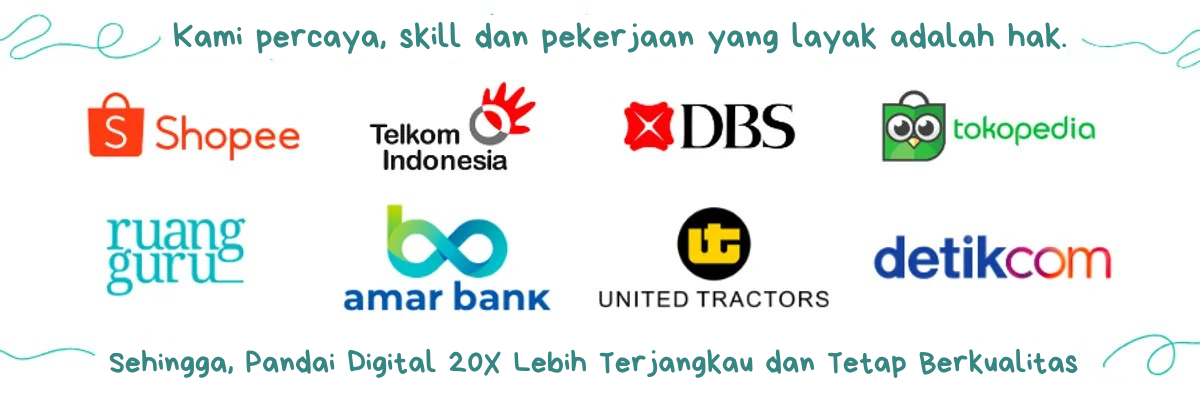 Kami percaya, skill dan pekerjaan yang layak adalah hak.
S Shopee
Telkom
Indonesia
DBS
tokopedia
ruang
guru
amar bank
ut
UNITED TRACTORS
detikcom
Sehingga, Pandai Digital 20X Lebih Terjangkau dan Tetap Berkualitas